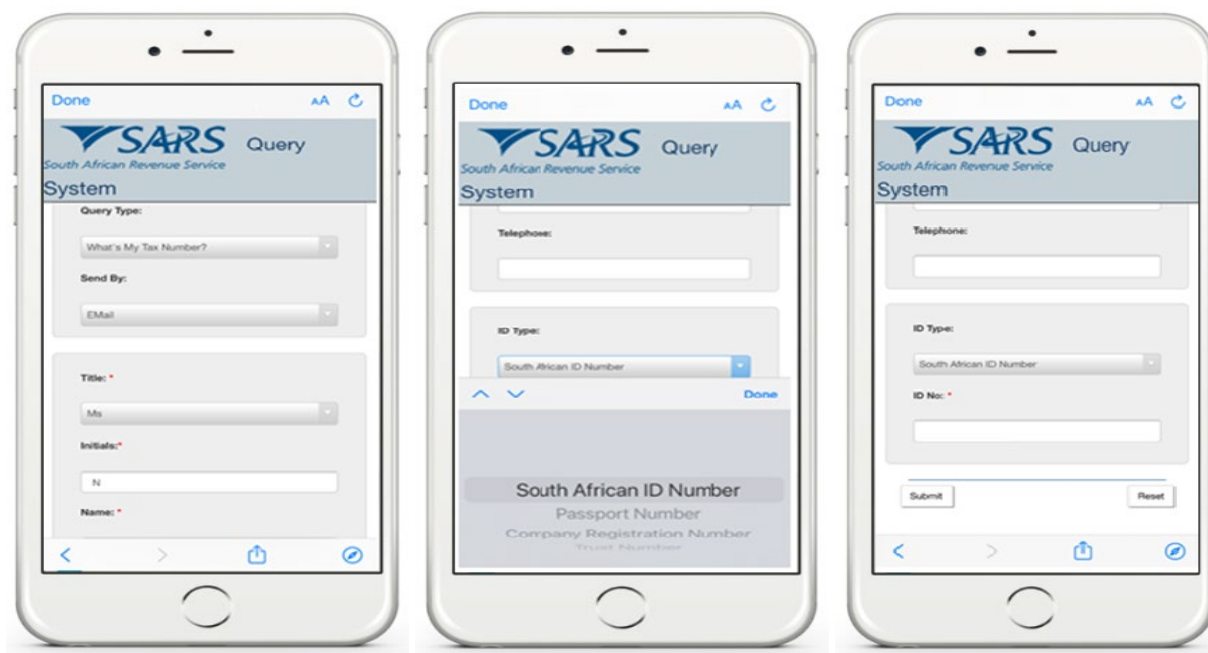 Done
AA
SARS Query
South African Revenue Service
System
Query Type:
What's My Tax Number?
Send By:
EMail
Title: *
Ms
Initials:*
N
Name: *
Done
AA
SARS Query
South African Revenue Service
System
Telephone:
ID Type:
South African ID Number
Done
South African ID Number
Passport Number
Company Registration Number
Trust Number
Done
AA
SARS Query
South African Revenue Service
System
Telephone:
ID Type:
South African ID Number
ID No: *
Submit
Reset